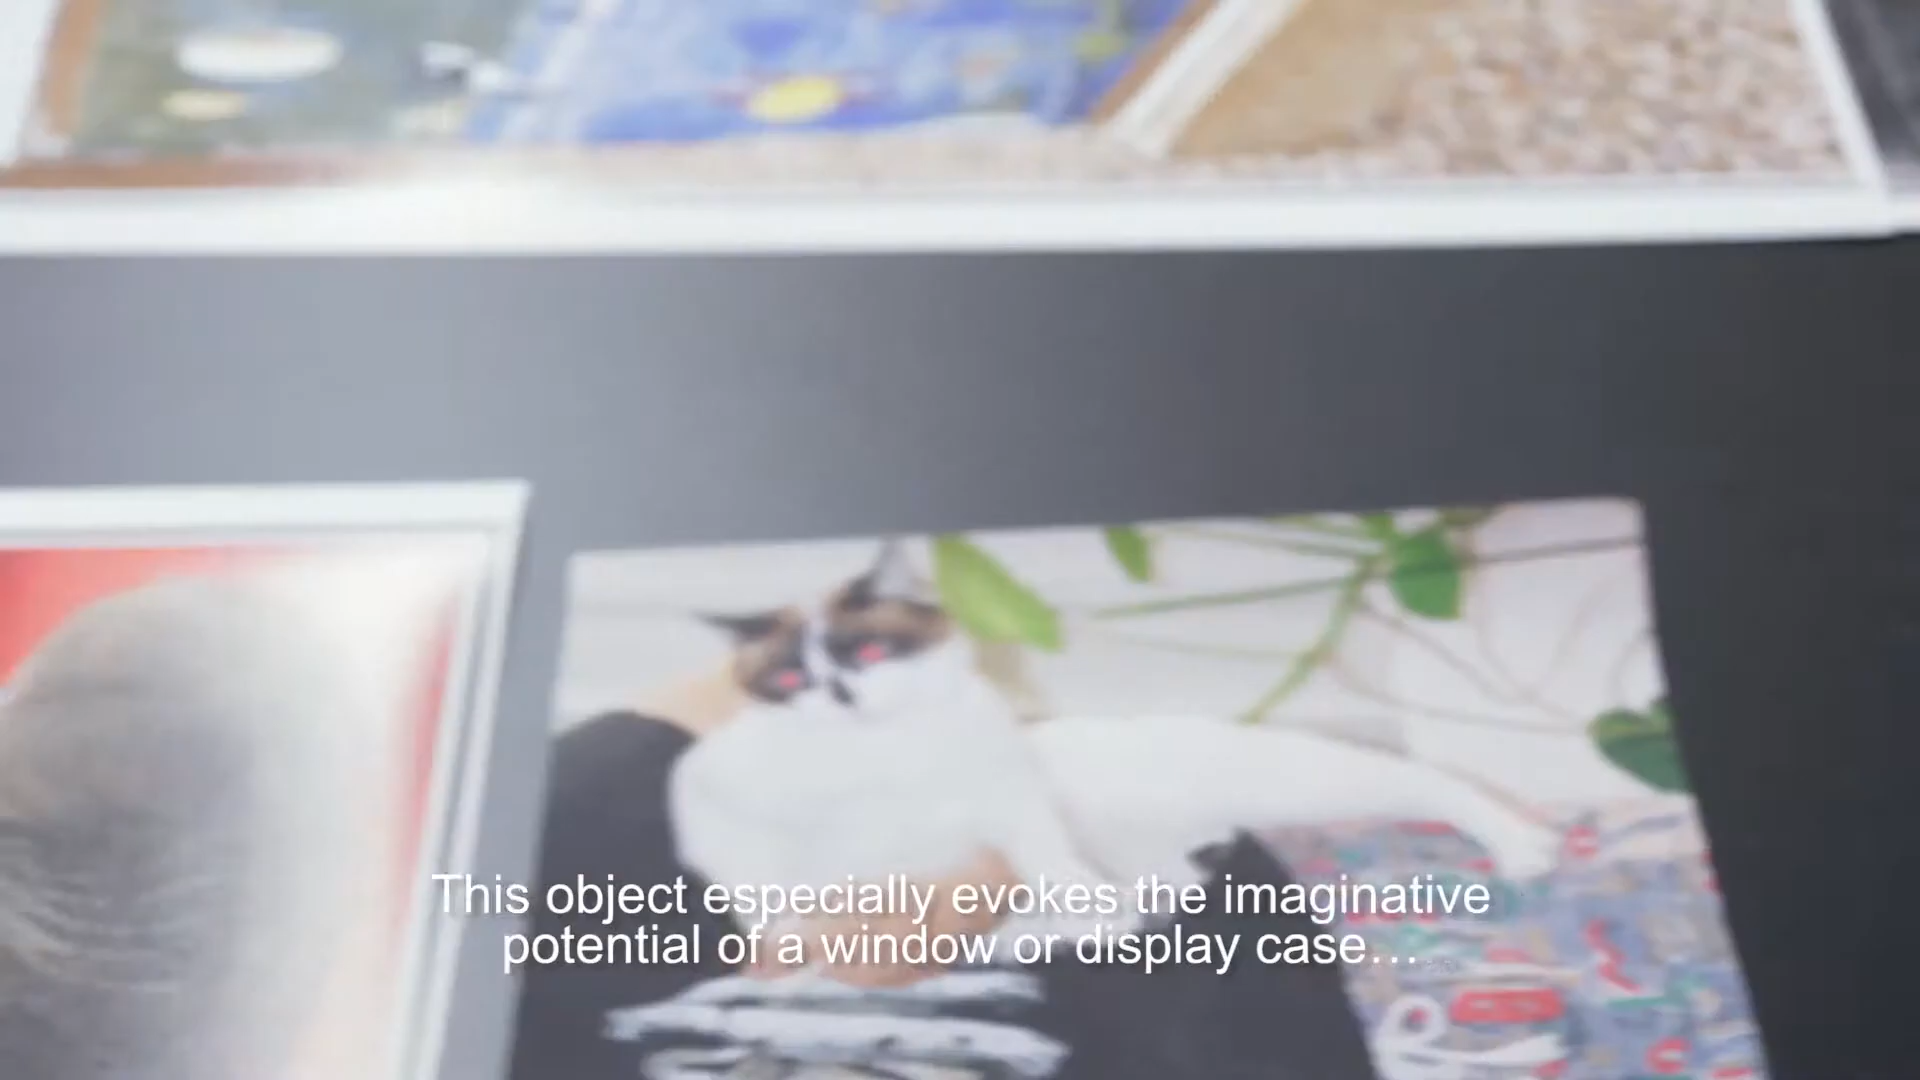 This object especially evokes the imaginative
potential of a window or display case…